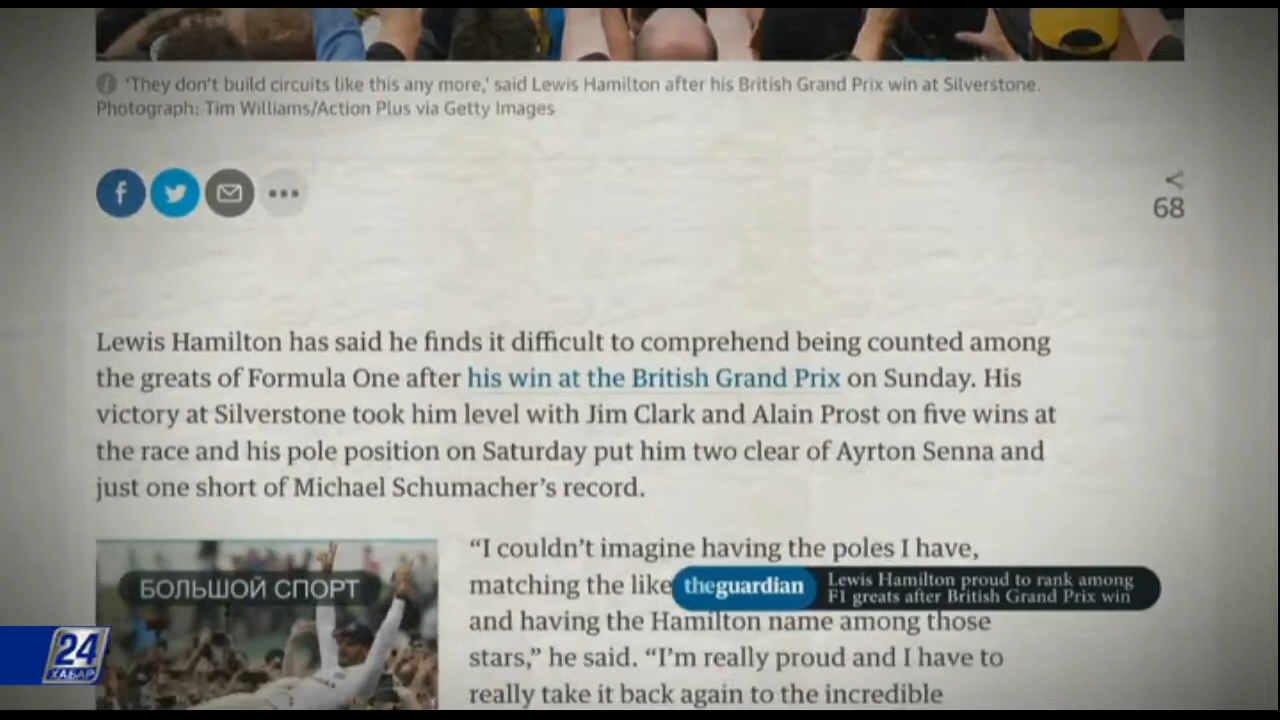 'They don't build circuits like this any more,' said Lewis Hamilton after his British Grand Prix win at Silverstone.
Photograph: Tim Williams/Action Plus via Getty Images
68
Lewis Hamilton has said he finds it difficult to comprehend being counted among
the greats of Formula One after his win at the British Grand Prix on Sunday. His
victory at Silverstone took him level with Jim Clark and Alain Prost on five wins at
the race and his pole position on Saturday put him two clear of Ayrton Senna and
just one short of Michael Schumacher's record.
"I couldn't imagine having the poles I have,
matching the like
and having the Hamilton name among those
stars," he said. "I'm really proud and I have to
really take it back again to the incredible
БОЛЬШОЙ СПОРТ
theguardian
Lewis Hamilton proud to rank among
F1 greats after British Grand Prix win
24
ХАБАР